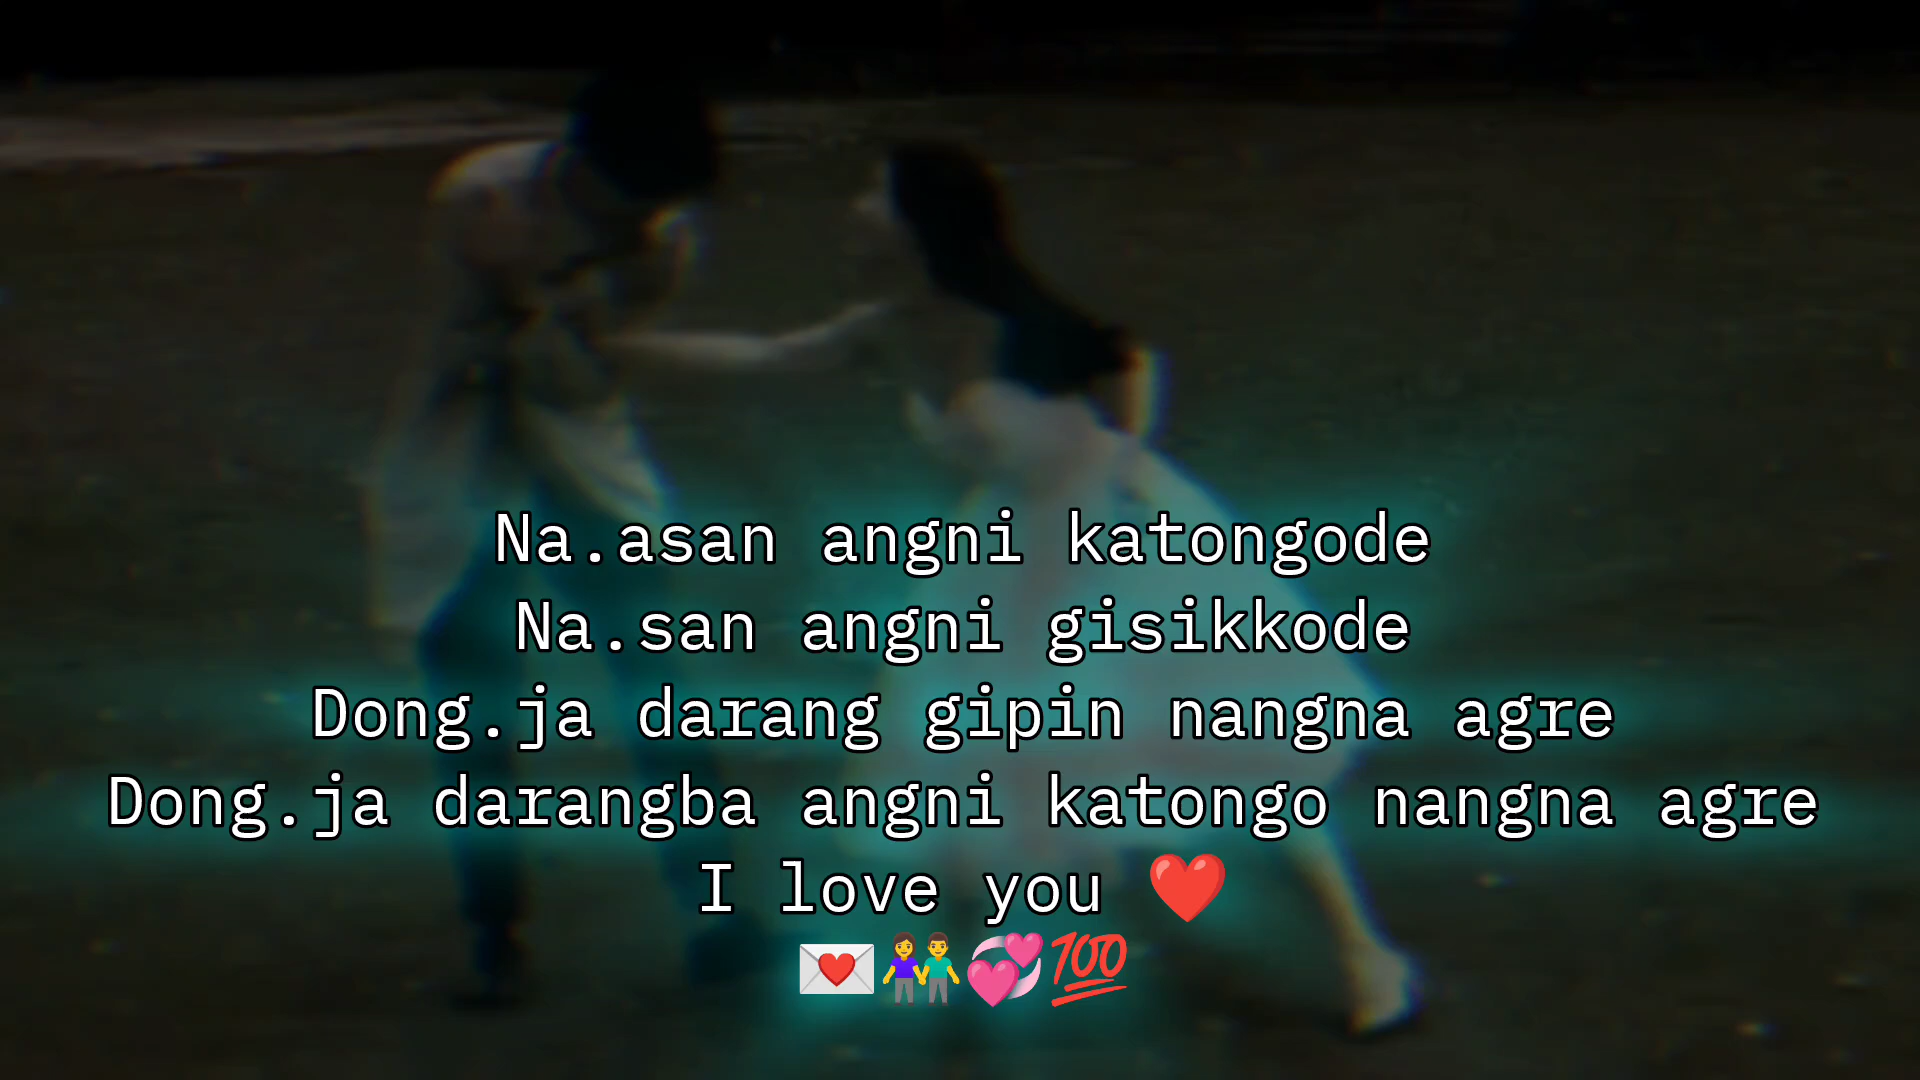 Na.asan angni katongode
Na.san angni gisikkode
Dong.ja darang gipin nangna agre
Dong.ja darangba angni katongo nangna agre
I love you ❤️
💌👫💞💯